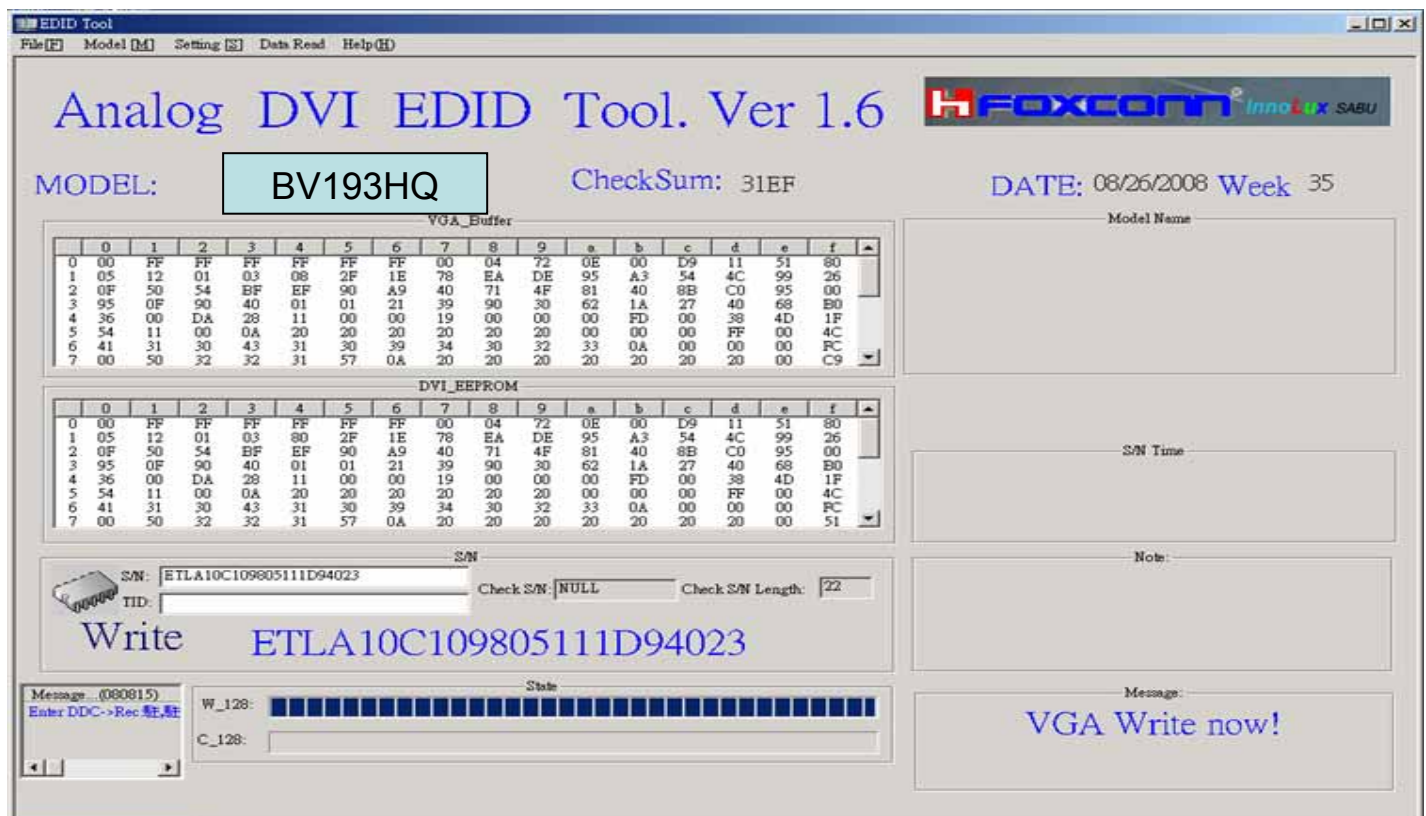 EDID Tool
File[F] Model [M] Setting [S] Data Read Help(H)
Analog DVI EDID Tool. Ver 1.6
FOXCONN InnoLux SABU
MODEL: BV193HQ CheckSum: 31EF DATE: 08/26/2008 Week 35
VGA_Buffer
0 1 2 3 4 5 6 7 8 9 a b c d e f
0 00 FF FF FF FF FF FF 00 04 72 0E 00 D9 11 51 80
1 05 12 01 03 08 2F 1E 78 EA DE 95 A3 54 4C 99 26
2 0F 50 54 BF EF 90 A9 40 71 4F 81 40 8B C0 95 00
3 95 0F 90 40 01 01 21 39 90 30 62 1A 27 40 68 B0
4 36 00 DA 28 11 00 00 19 00 00 00 FD 00 38 4D 1F
5 54 11 00 0A 20 20 20 20 20 20 00 00 00 FF 00 4C
6 41 31 30 43 31 30 39 34 30 32 33 0A 00 00 00 FC
7 00 50 32 32 31 57 0A 20 20 20 20 20 20 20 00 C9
DVI_EEPROM
0 1 2 3 4 5 6 7 8 9 a b c d e f
0 00 FF FF FF FF FF FF 00 04 72 0E 00 D9 11 51 80
1 05 12 01 03 80 2F 1E 78 EA DE 95 A3 54 4C 99 26
2 0F 50 54 BF EF 90 A9 40 71 4F 81 40 8B C0 95 00
3 95 0F 90 40 01 01 21 39 90 30 62 1A 27 40 68 B0
4 36 00 DA 28 11 00 00 19 00 00 00 FD 00 38 4D 1F
5 54 11 00 0A 20 20 20 20 20 20 00 00 00 FF 00 4C
6 41 31 30 43 31 30 39 34 30 32 33 0A 00 00 00 FC
7 00 50 32 32 31 57 0A 20 20 20 20 20 20 20 00 51
S/N
S/N: ETLA10C109805111D94023 Check S/N: NULL Check S/N Length: 22
TID:
Write ETLA10C109805111D94023
Message...(080815)
Enter DDC->Rec
State
W_128:
C_128:
Model Name
S/N Time
Note:
Message:
VGA Write now!